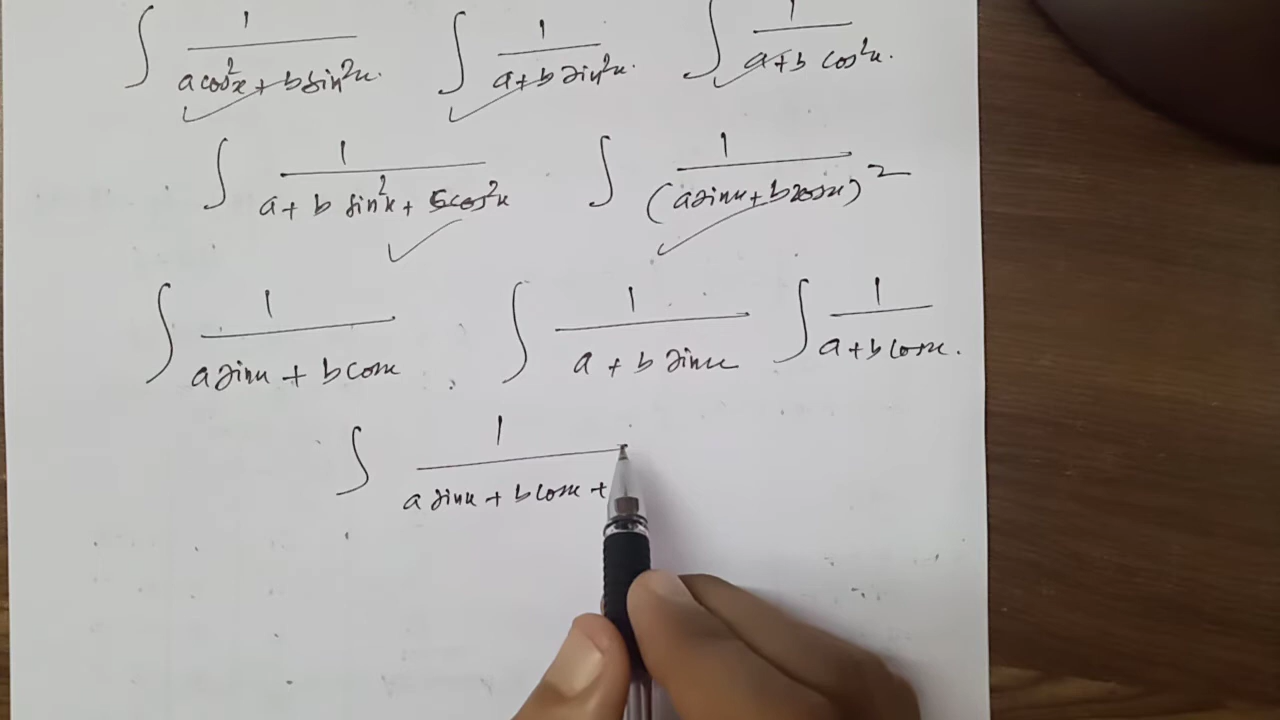 ∫ 1/(a cos²x + b sin²x). ∫ 1/(a + b sin²x). ∫ 1/(a + b cos²x).
∫ 1/(a + b sin²x + 5cos²x) ∫ 1/(a sinx + b cosx)²
∫ 1/(a sinx + b cosx) , ∫ 1/(a + b sinx) ∫ 1/(a + b cosx).
∫ 1/(a sinx + b cosx +